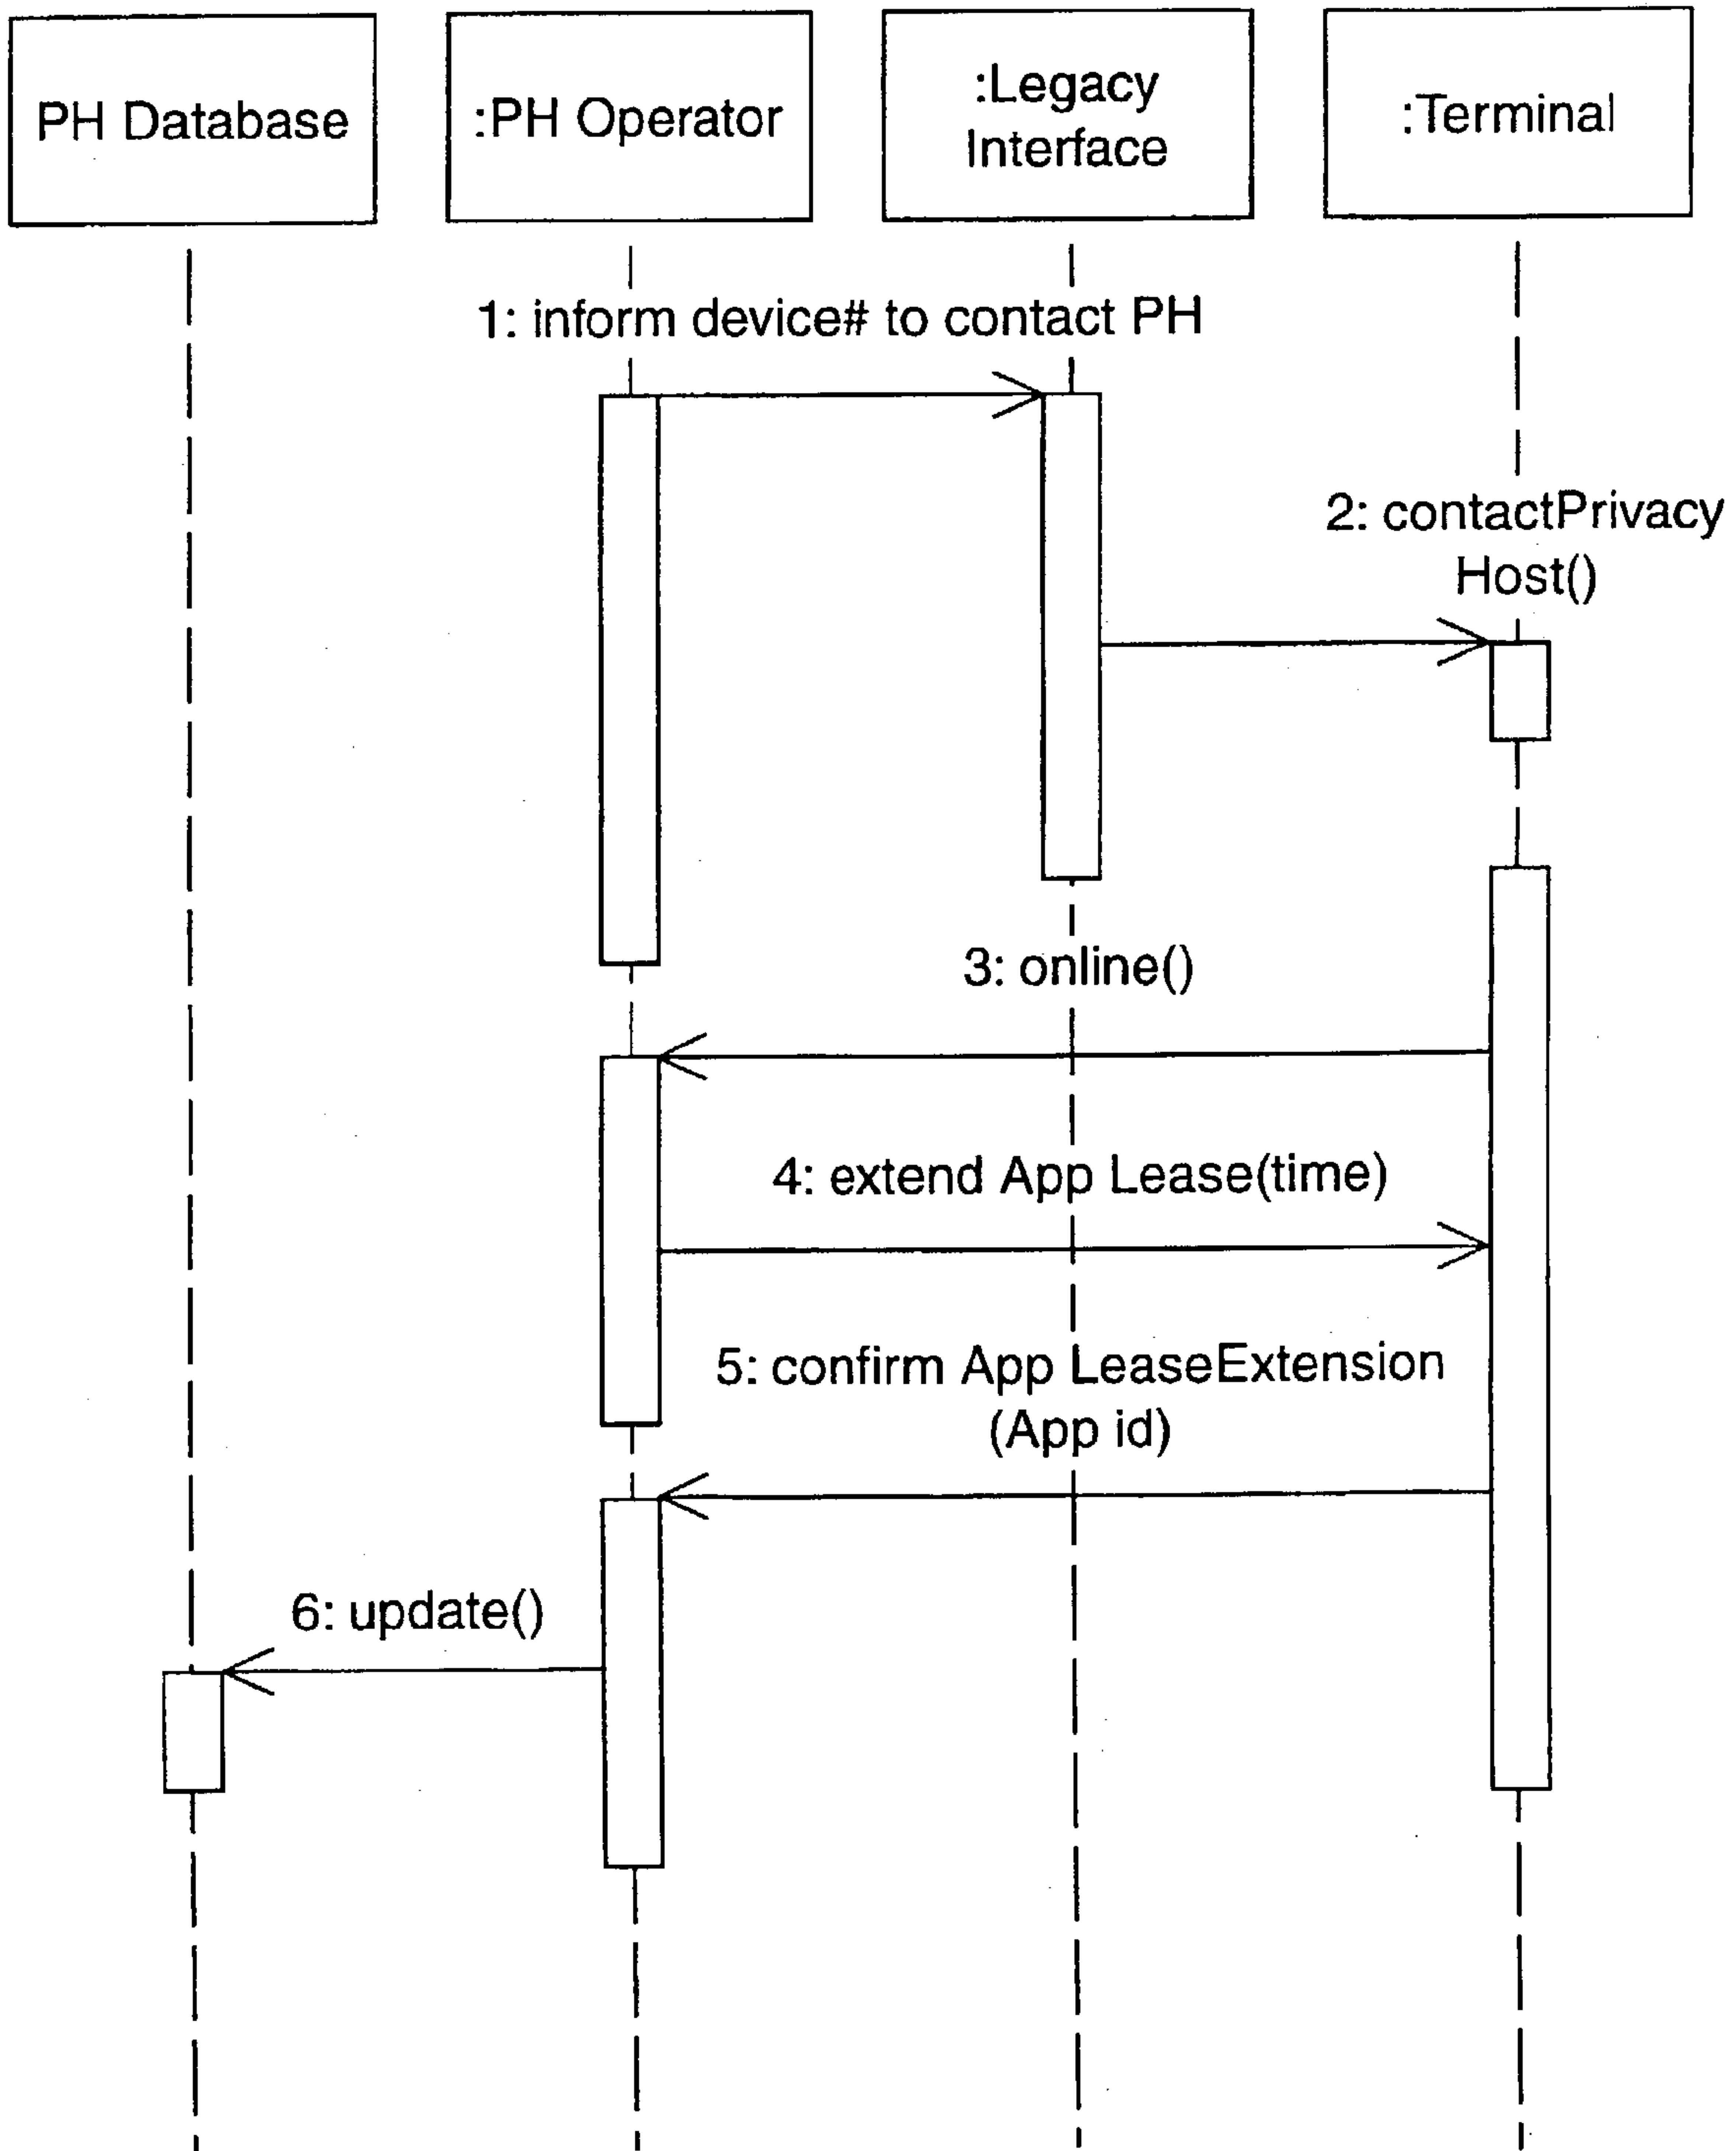 PH Database
:PH Operator
:Legacy
Interface
:Terminal
1: inform device# to contact PH
2: contactPrivacy
Host()
3: online()
4: extend App Lease(time)
5: confirm App LeaseExtension
(App id)
6: update()